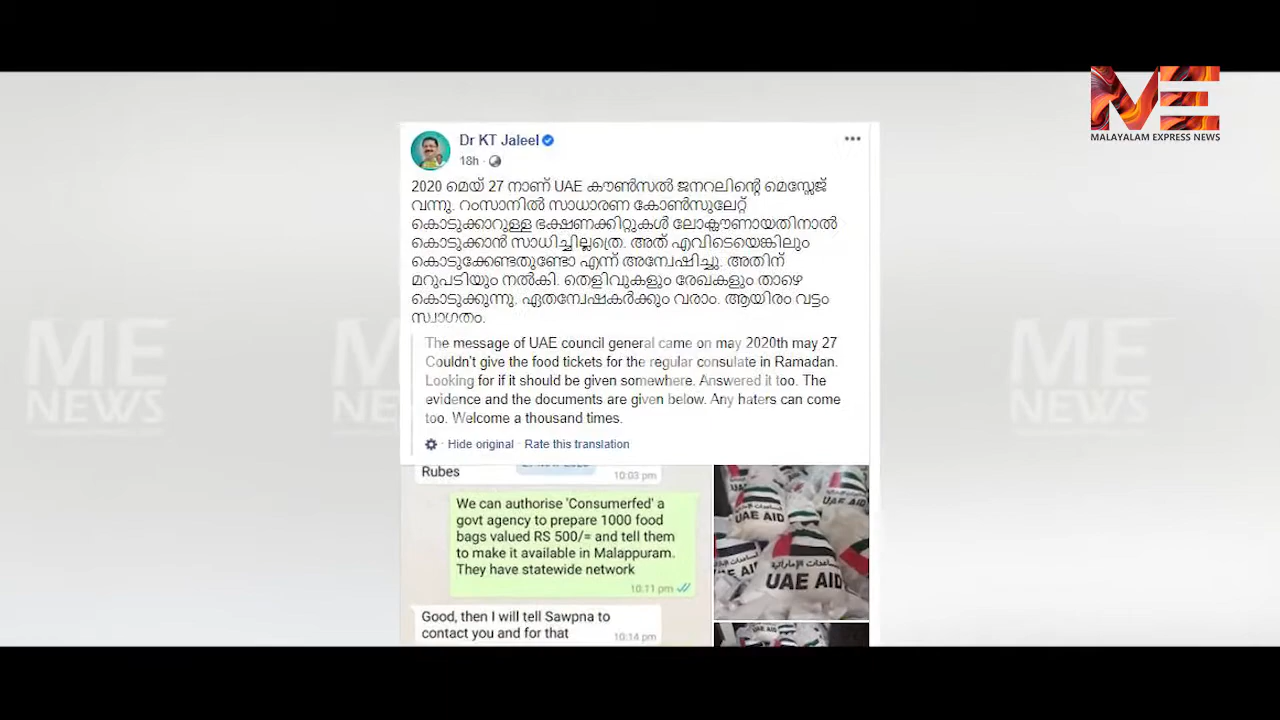 ME
MALAYALAM EXPRESS NEWS
Dr KT Jaleel
18h
2020 മെയ് 27 നാണ് UAE കൗൺസൽ ജനറലിൻ്റെ മെസ്സേജ്
വന്നു. റംസാനിൽ സാധാരണ കോൺസുലേറ്റ്
കൊടുക്കാറുള്ള ഭക്ഷണക്കിറ്റുകൾ ലോക്ഡൗണായതിനാൽ
കൊടുക്കാൻ സാധിച്ചില്ലത്രെ. അത് എവിടെയെങ്കിലും
കൊടുക്കേണ്ടതുണ്ടോ എന്ന് അന്വേഷിച്ചു. അതിന്
മറുപടിയും നൽകി. തെളിവുകളും രേഖകളും താഴെ
കൊടുക്കുന്നു. ഏതന്വേഷകർക്കും വരാം. ആയിരം വട്ടം
സ്വാഗതം.
The message of UAE council general came on may 2020th may 27
Couldn't give the food tickets for the regular consulate in Ramadan.
Looking for if it should be given somewhere. Answered it too. The
evidence and the documents are given below. Any haters can come
too. Welcome a thousand times.
Hide original · Rate this translation
Rubes
10:03 pm
We can authorise 'Consumerfed' a
govt agency to prepare 1000 food
bags valued RS 500/= and tell them
to make it available in Malappuram.
They have statewide network
10:11 pm
Good, then I will tell Sawpna to
contact you and for that
10:14 pm
UAE AID
UAE AID
ME
NEWS
ME
NEWS
ME
NEWS